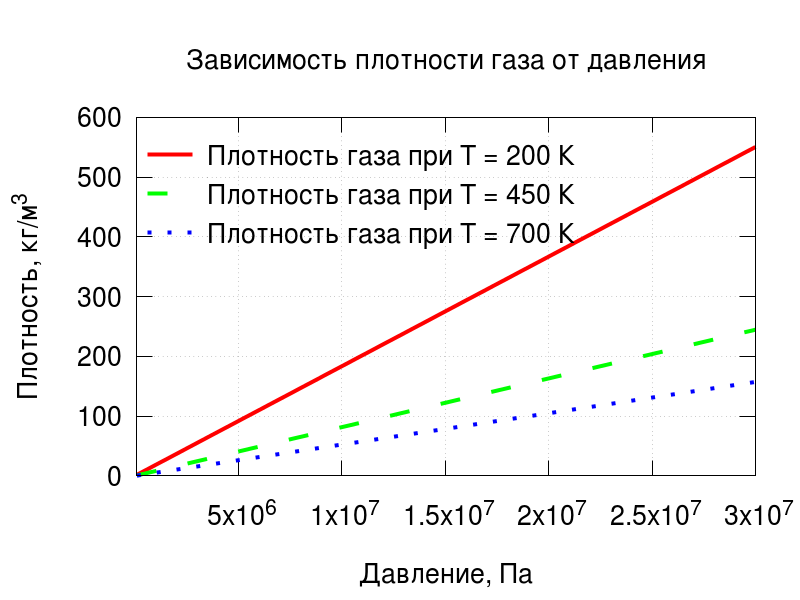 Зависимость плотности газа от давления
Плотность, кг/м³
600
500
400
300
200
100
0
Плотность газа при T = 200 K
Плотность газа при T = 450 K
Плотность газа при T = 700 K
5x10⁶ 1x10⁷ 1.5x10⁷ 2x10⁷ 2.5x10⁷ 3x10⁷
Давление, Па